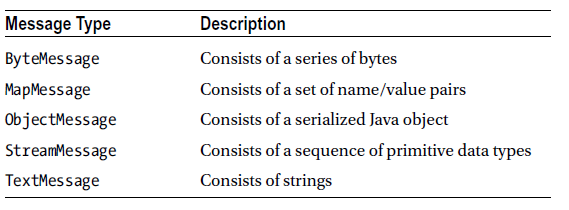 Message Type Description
ByteMessage Consists of a series of bytes
MapMessage Consists of a set of name/value pairs
ObjectMessage Consists of a serialized Java object
StreamMessage Consists of a sequence of primitive data types
TextMessage Consists of strings